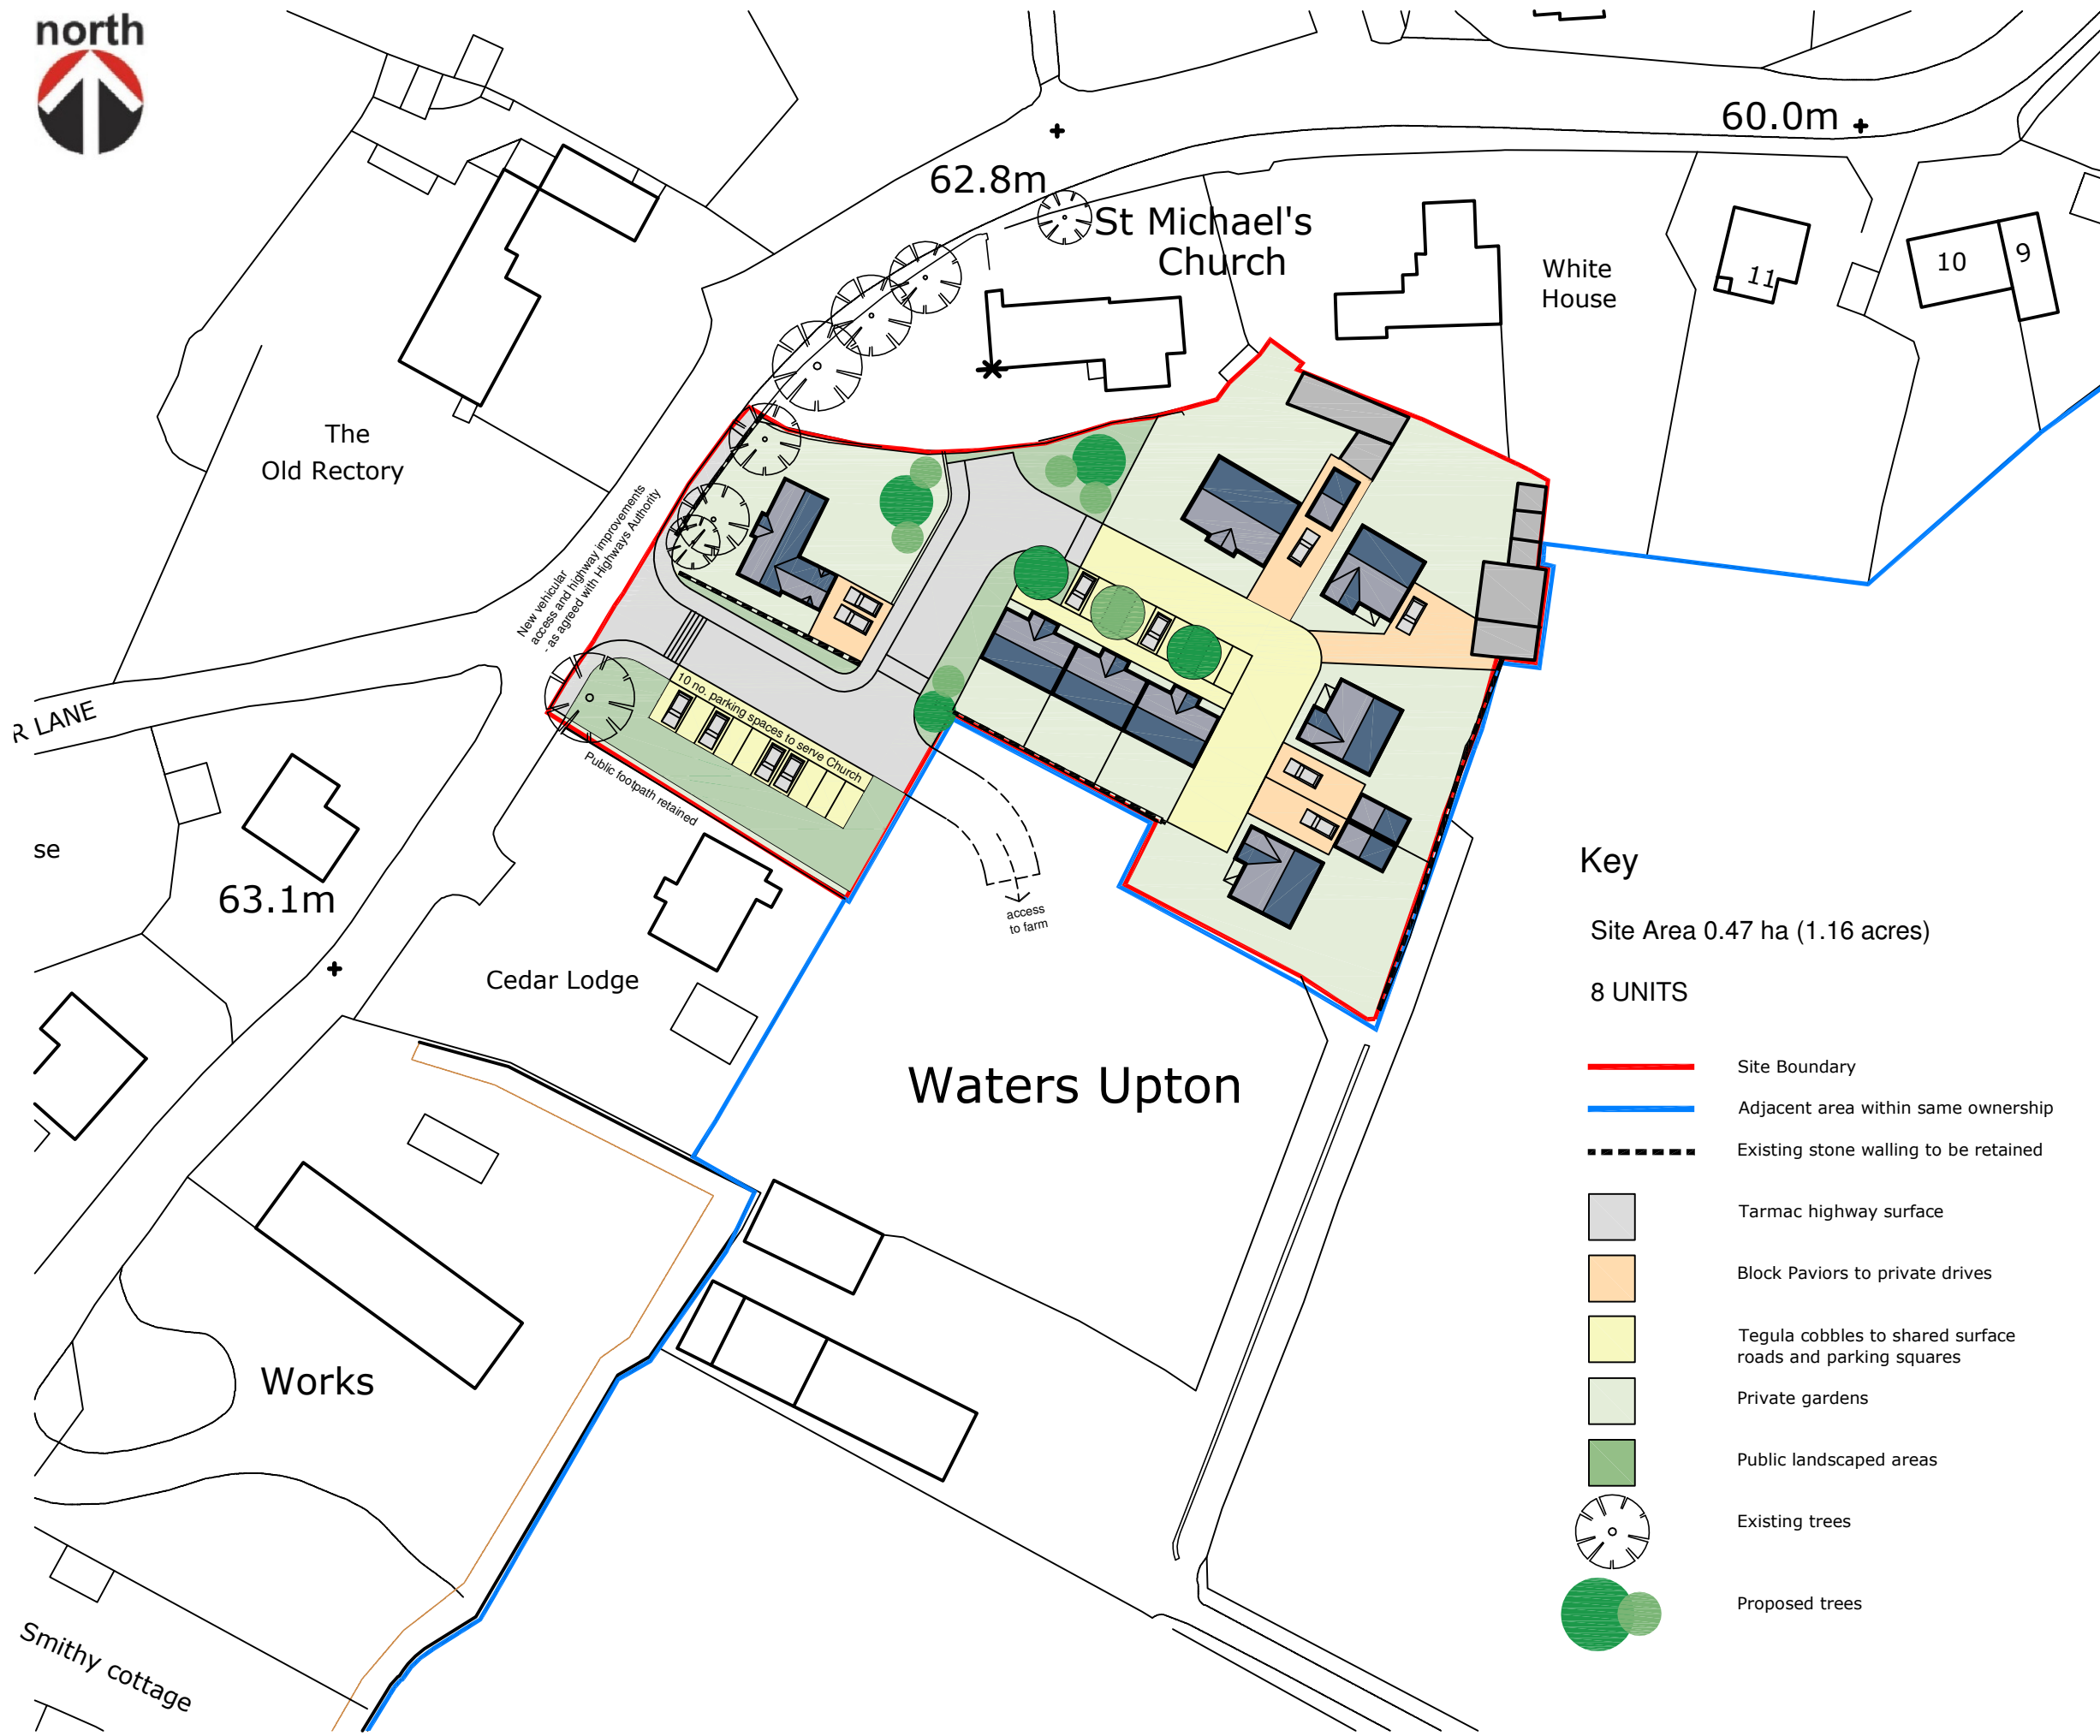 north
60.0m
62.8m
St Michael's
Church
White
House
11
10
9
The
Old Rectory
New vehicular
access and highway improvements
- as agreed with Highways Authority
10 no. parking spaces to serve Church
Public footpath retained
R LANE
se
63.1m
access
to farm
Cedar Lodge
Waters Upton
Works
Smithy cottage
Key
Site Area 0.47 ha (1.16 acres)
8 UNITS
Site Boundary
Adjacent area within same ownership
Existing stone walling to be retained
Tarmac highway surface
Block Paviors to private drives
Tegula cobbles to shared surface
roads and parking squares
Private gardens
Public landscaped areas
Existing trees
Proposed trees